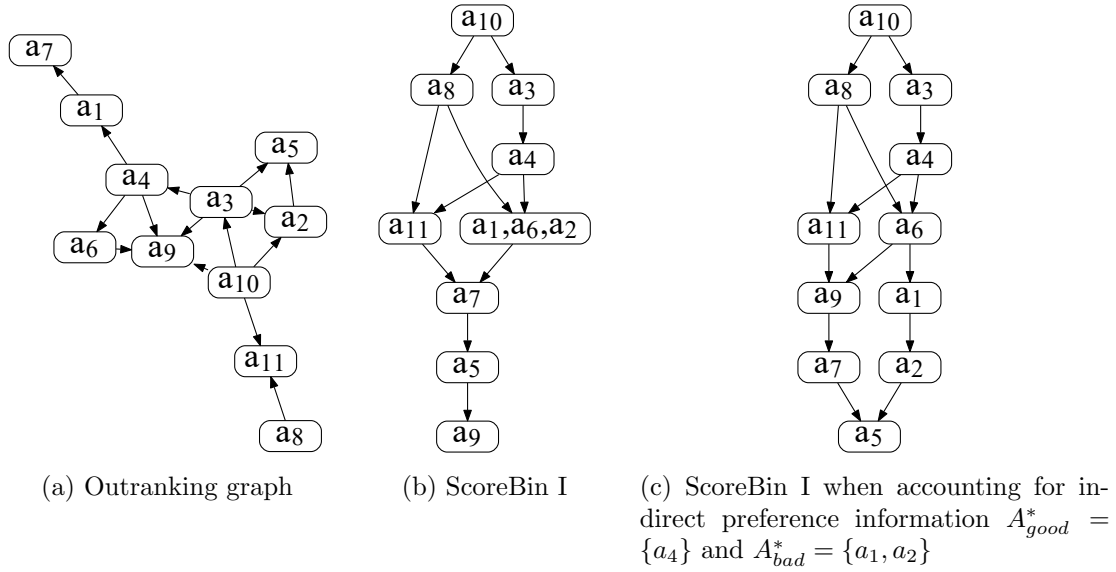 a7
a1
a4
a5
a3
a2
a6
a9
a10
a11
a8
(a) Outranking graph
a10
a8
a3
a4
a11
a1,a6,a2
a7
a5
a9
(b) ScoreBin I
a10
a8
a3
a4
a11
a6
a9
a1
a7
a2
a5
(c) ScoreBin I when accounting for in-
direct preference information A*good =
{a4} and A*bad = {a1, a2}